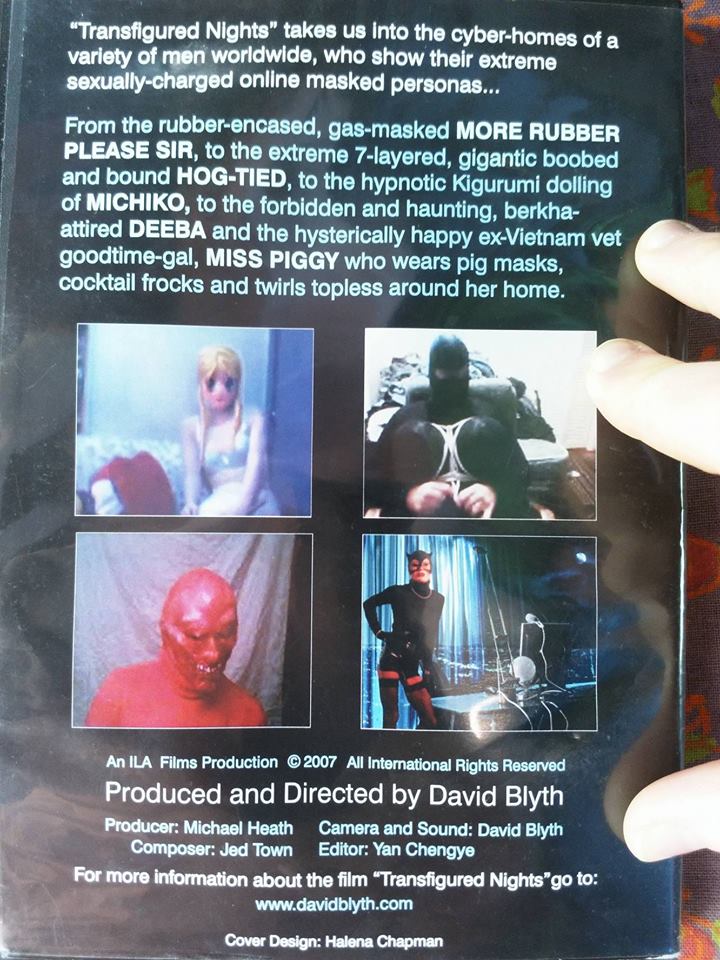 “Transfigured Nights” takes us into the cyber-homes of a
variety of men worldwide, who show their extreme
sexually-charged online masked personas...
From the rubber-encased, gas-masked MORE RUBBER
PLEASE SIR, to the extreme 7-layered, gigantic boobed
and bound HOG-TIED, to the hypnotic Kigurumi dolling
of MICHIKO, to the forbidden and haunting, berkha-
attired DEEBA and the hysterically happy ex-Vietnam vet
goodtime-gal, MISS PIGGY who wears pig masks,
cocktail frocks and twirls topless around her home.
An ILA Films Production © 2007 All International Rights Reserved
Produced and Directed by David Blyth
Producer: Michael Heath Camera and Sound: David Blyth
Composer: Jed Town Editor: Yan Chengye
For more information about the film “Transfigured Nights”go to:
www.davidblyth.com
Cover Design: Halena Chapman